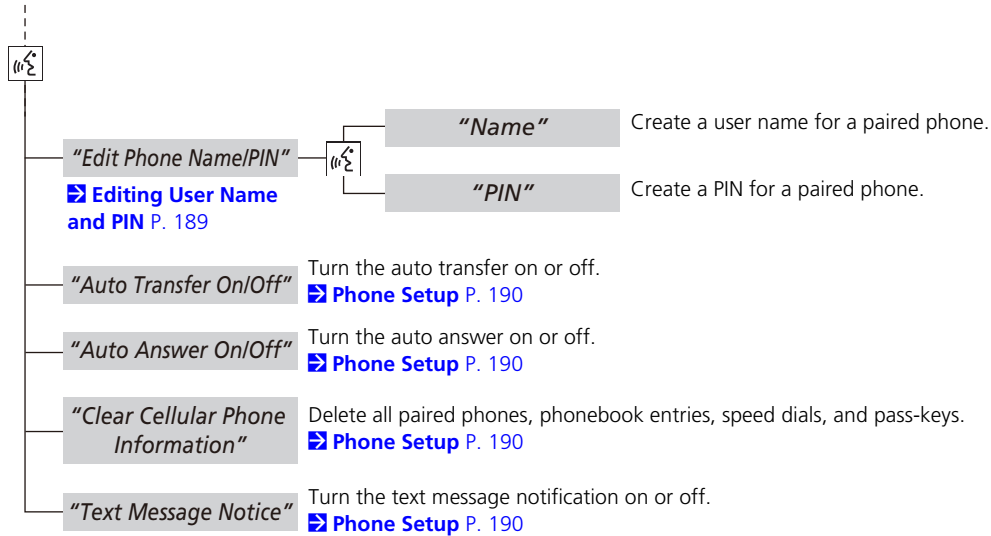 "Name"
Create a user name for a paired phone.
"Edit Phone Name/PIN"
Editing User Name
and PIN P. 189
"PIN"
Create a PIN for a paired phone.
"Auto Transfer On/Off"
Turn the auto transfer on or off.
Phone Setup P. 190
"Auto Answer On/Off"
Turn the auto answer on or off.
Phone Setup P. 190
"Clear Cellular Phone
Information"
Delete all paired phones, phonebook entries, speed dials, and pass-keys.
Phone Setup P. 190
"Text Message Notice"
Turn the text message notification on or off.
Phone Setup P. 190